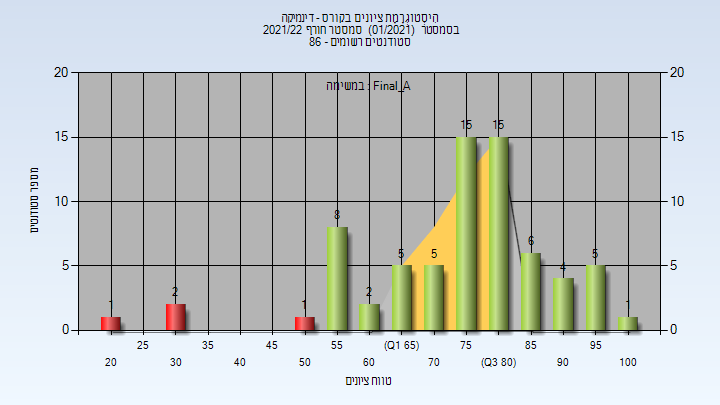 הִיסְטוֹגְרָמַת ציונים בקורס - דינמיקה
בסמסטר (01/2021) סמסטר חורף 2021/22
סטודנטים רשומים - 86
במשימה : Final_A
מספר סטודנטים
20 20
15 15
10 10
5 5
0 0
1 2 1 8 2 5 5 15 15 6 4 5 1
25 35 45 55 (Q1 65) 75 85 95
20 30 40 50 60 70 (Q3 80) 90 100
טווח ציונים